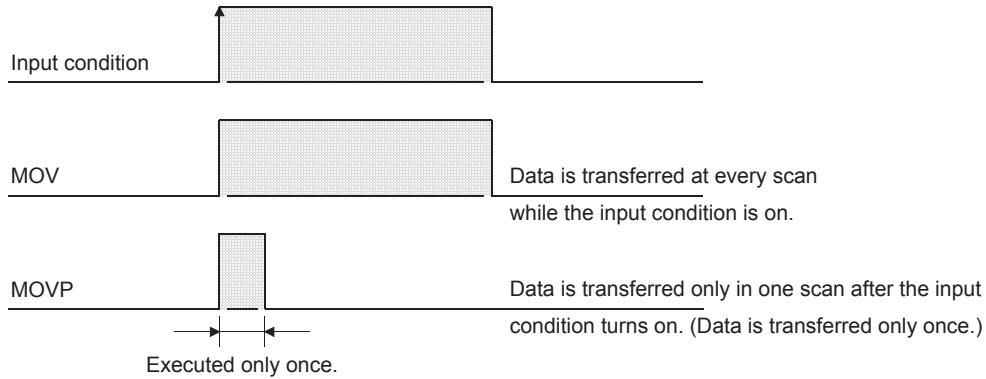 Input condition
MOV
Data is transferred at every scan
while the input condition is on.
MOVP
Data is transferred only in one scan after the input
condition turns on. (Data is transferred only once.)
Executed only once.